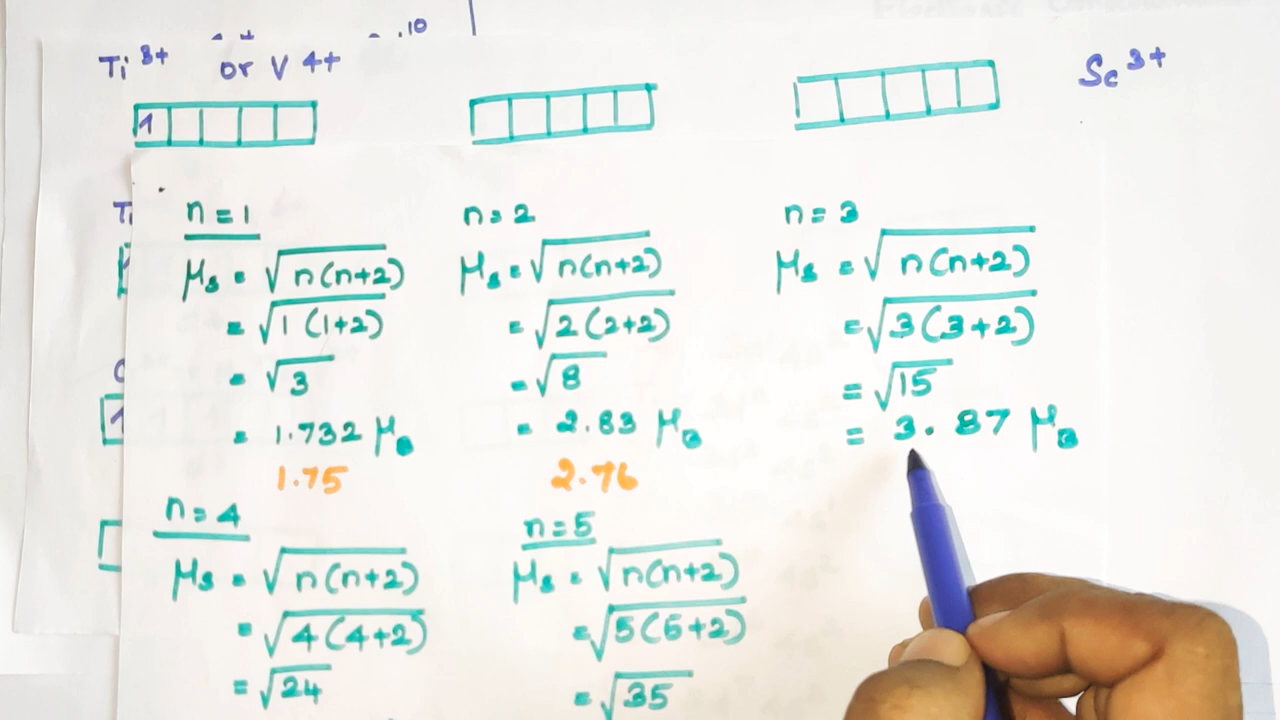 Ti 3+ or V 4+
Sc 3+
1
n = 1
μs = √n(n+2)
= √1(1+2)
= √3
= 1.732 μB
1.75
n = 2
μs = √n(n+2)
= √2(2+2)
= √8
= 2.83 μB
2.76
n = 3
μs = √n(n+2)
= √3(3+2)
= √15
= 3.87 μB
n = 4
μs = √n(n+2)
= √4(4+2)
= √24
n = 5
μs = √n(n+2)
= √5(5+2)
= √35